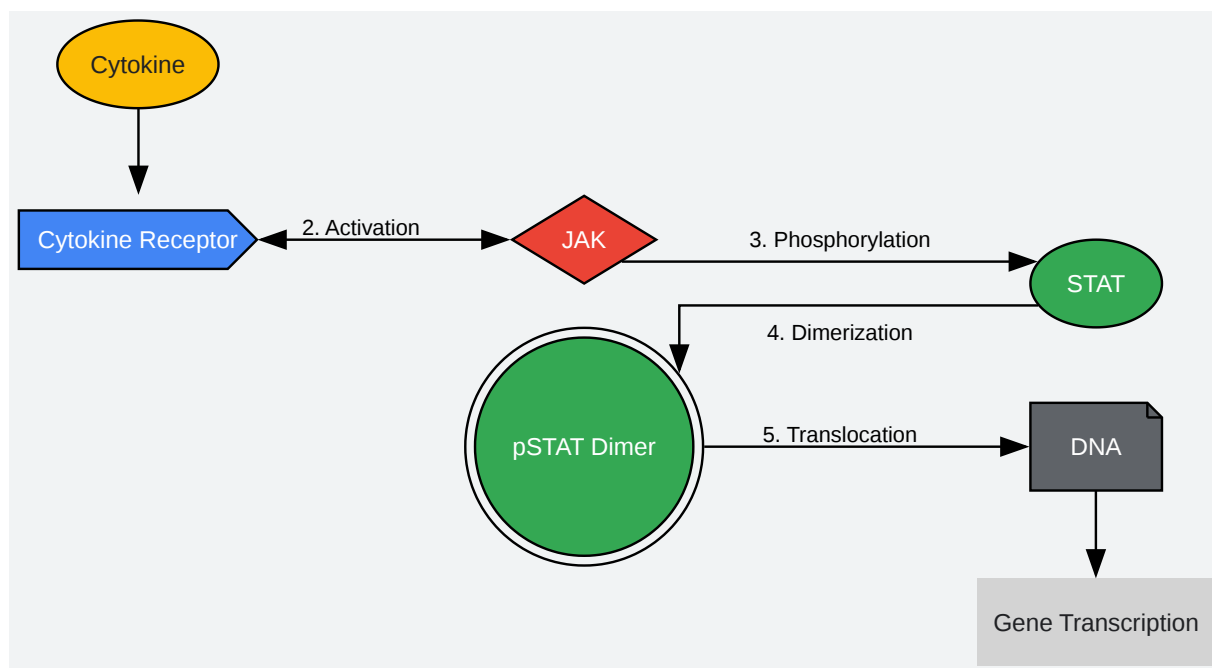 Cytokine
Cytokine Receptor
2. Activation
JAK
3. Phosphorylation
STAT
4. Dimerization
pSTAT Dimer
5. Translocation
DNA
Gene Transcription